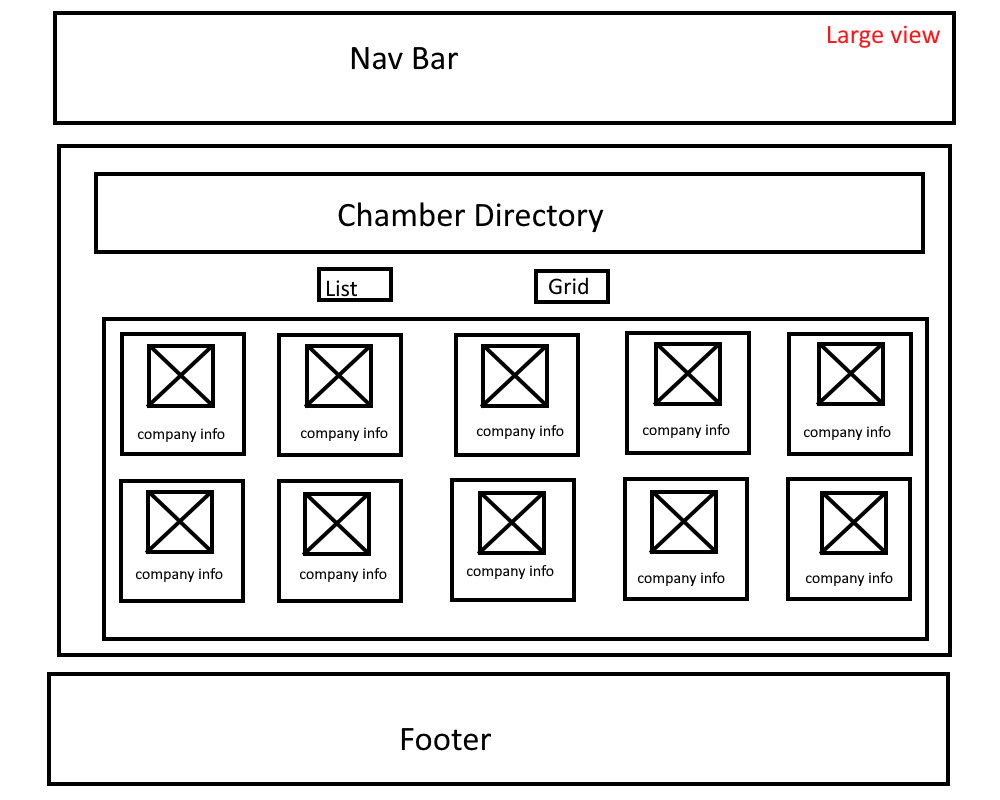 Large view
Nav Bar
Chamber Directory
List
Grid
company info
company info
company info
company info
company info
company info
company info
company info
company info
company info
Footer